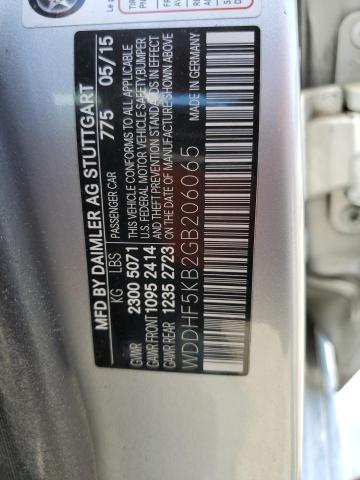 MFD BY DAIMLER AG STUTTGART 775 05/15
PASSENGER CAR
KG LBS
GVWR 2300 5071
GAWR FRONT 1095 2414
GAWR REAR 1235 2723
THIS VEHICLE CONFORMS TO ALL APPLICABLE
U.S. FEDERAL MOTOR VEHICLE SAFETY, BUMPER
AND THEFT PREVENTION STANDARDS IN EFFECT
ON THE DATE OF MANUFACTURE SHOWN ABOVE
MADE IN GERMANY
WDDHF5KB2GB206065